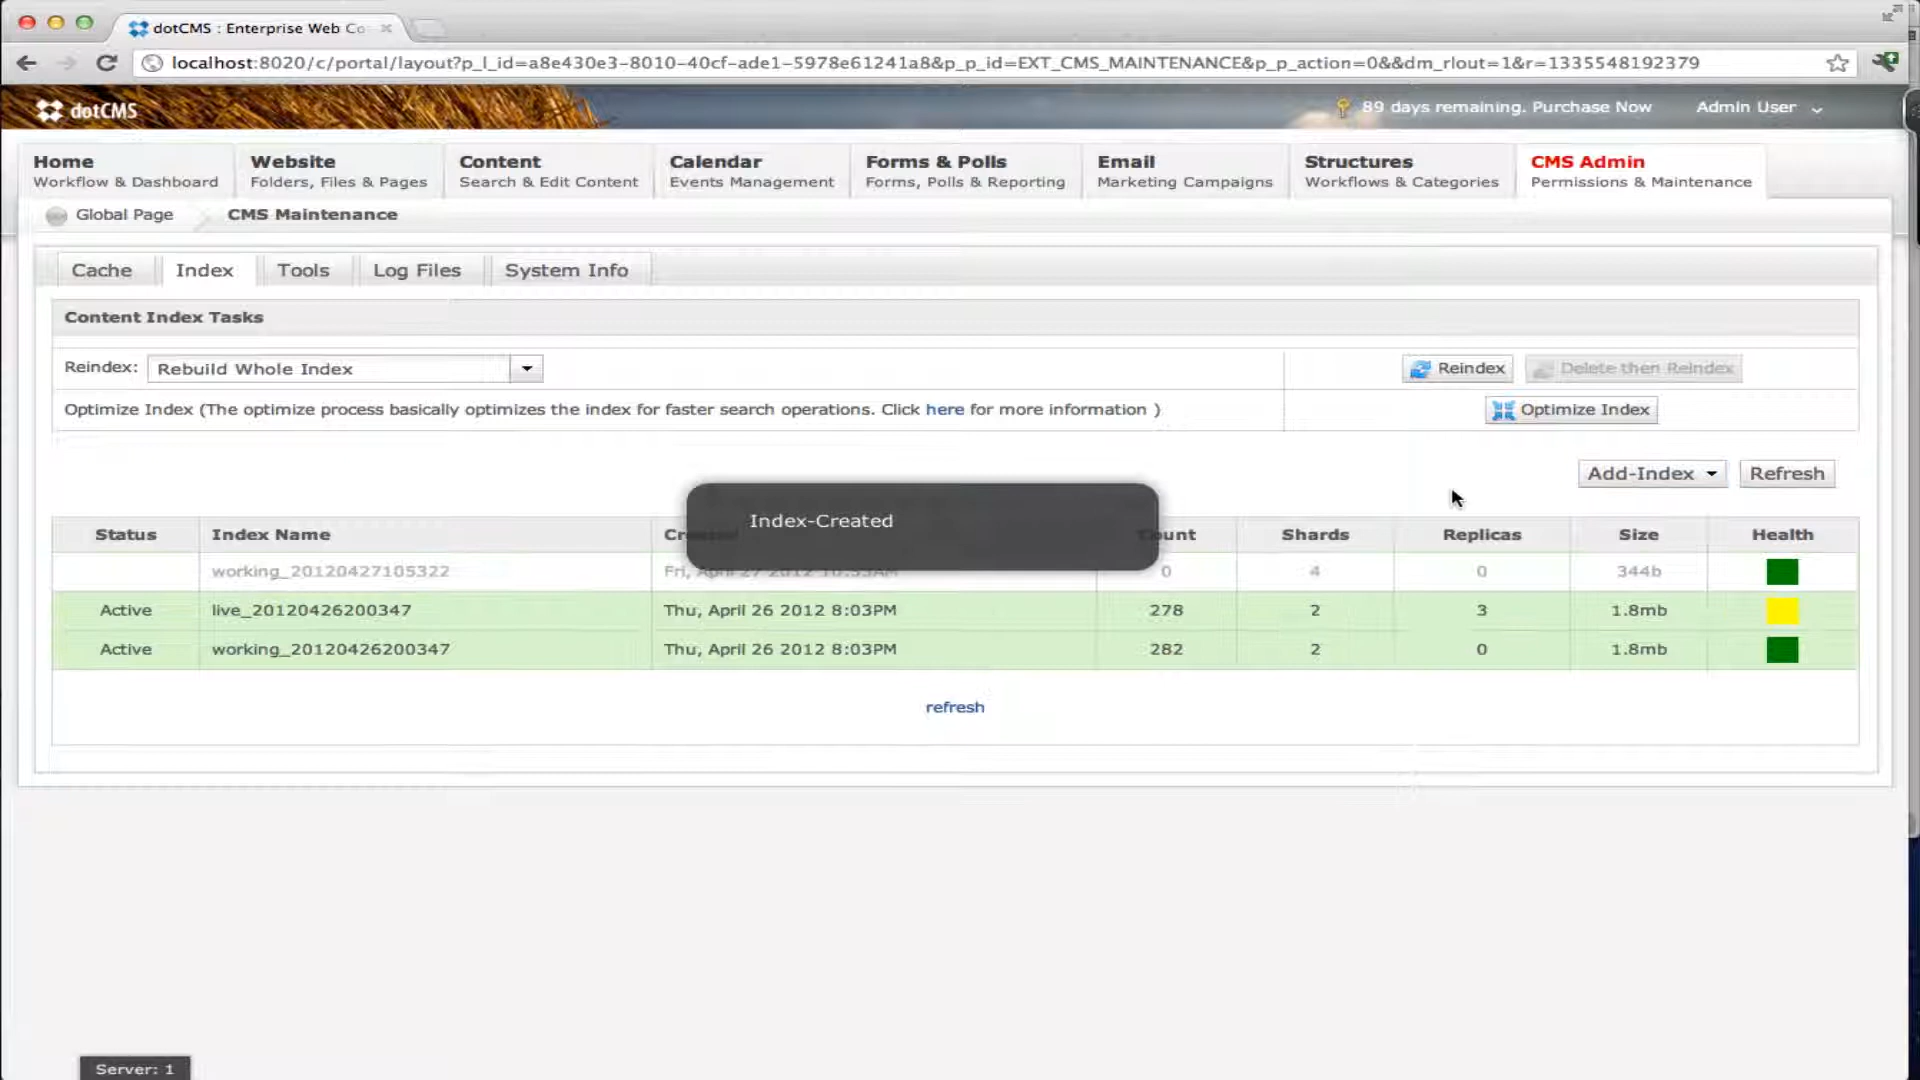 dotCMS : Enterprise Web Co
localhost:8020/c/portal/layout?p_l_id=a8e430e3-8010-40cf-ade1-5978e61241a8&p_p_id=EXT_CMS_MAINTENANCE&p_p_action=0&&dm_rlout=1&r=1335548192379
dotCMS
89 days remaining. Purchase Now
Admin User
Home
Workflow & Dashboard
Website
Folders, Files & Pages
Content
Search & Edit Content
Calendar
Events Management
Forms & Polls
Forms, Polls & Reporting
Email
Marketing Campaigns
Structures
Workflows & Categories
CMS Admin
Permissions & Maintenance
Global Page
CMS Maintenance
Cache
Index
Tools
Log Files
System Info
Content Index Tasks
Reindex: Rebuild Whole Index
Reindex
Delete then Reindex
Optimize Index (The optimize process basically optimizes the index for faster search operations. Click here for more information )
Optimize Index
Add-Index
Refresh
Index-Created
Status Index Name Shards Replicas Size Health
working_20120427105322 Fri, April 27 2012 10:53AM 0 4 0 344b
Active live_20120426200347 Thu, April 26 2012 8:03PM 278 2 3 1.8mb
Active working_20120426200347 Thu, April 26 2012 8:03PM 282 2 0 1.8mb
refresh
Server: 1